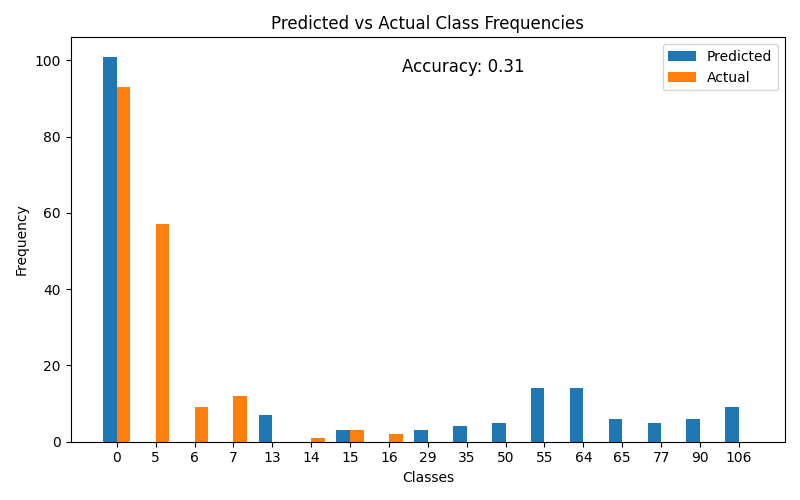 Predicted vs Actual Class Frequencies
Accuracy: 0.31
Predicted
Actual
Frequency
100
80
60
40
20
0
0 5 6 7 13 14 15 16 29 35 50 55 64 65 77 90 106
Classes